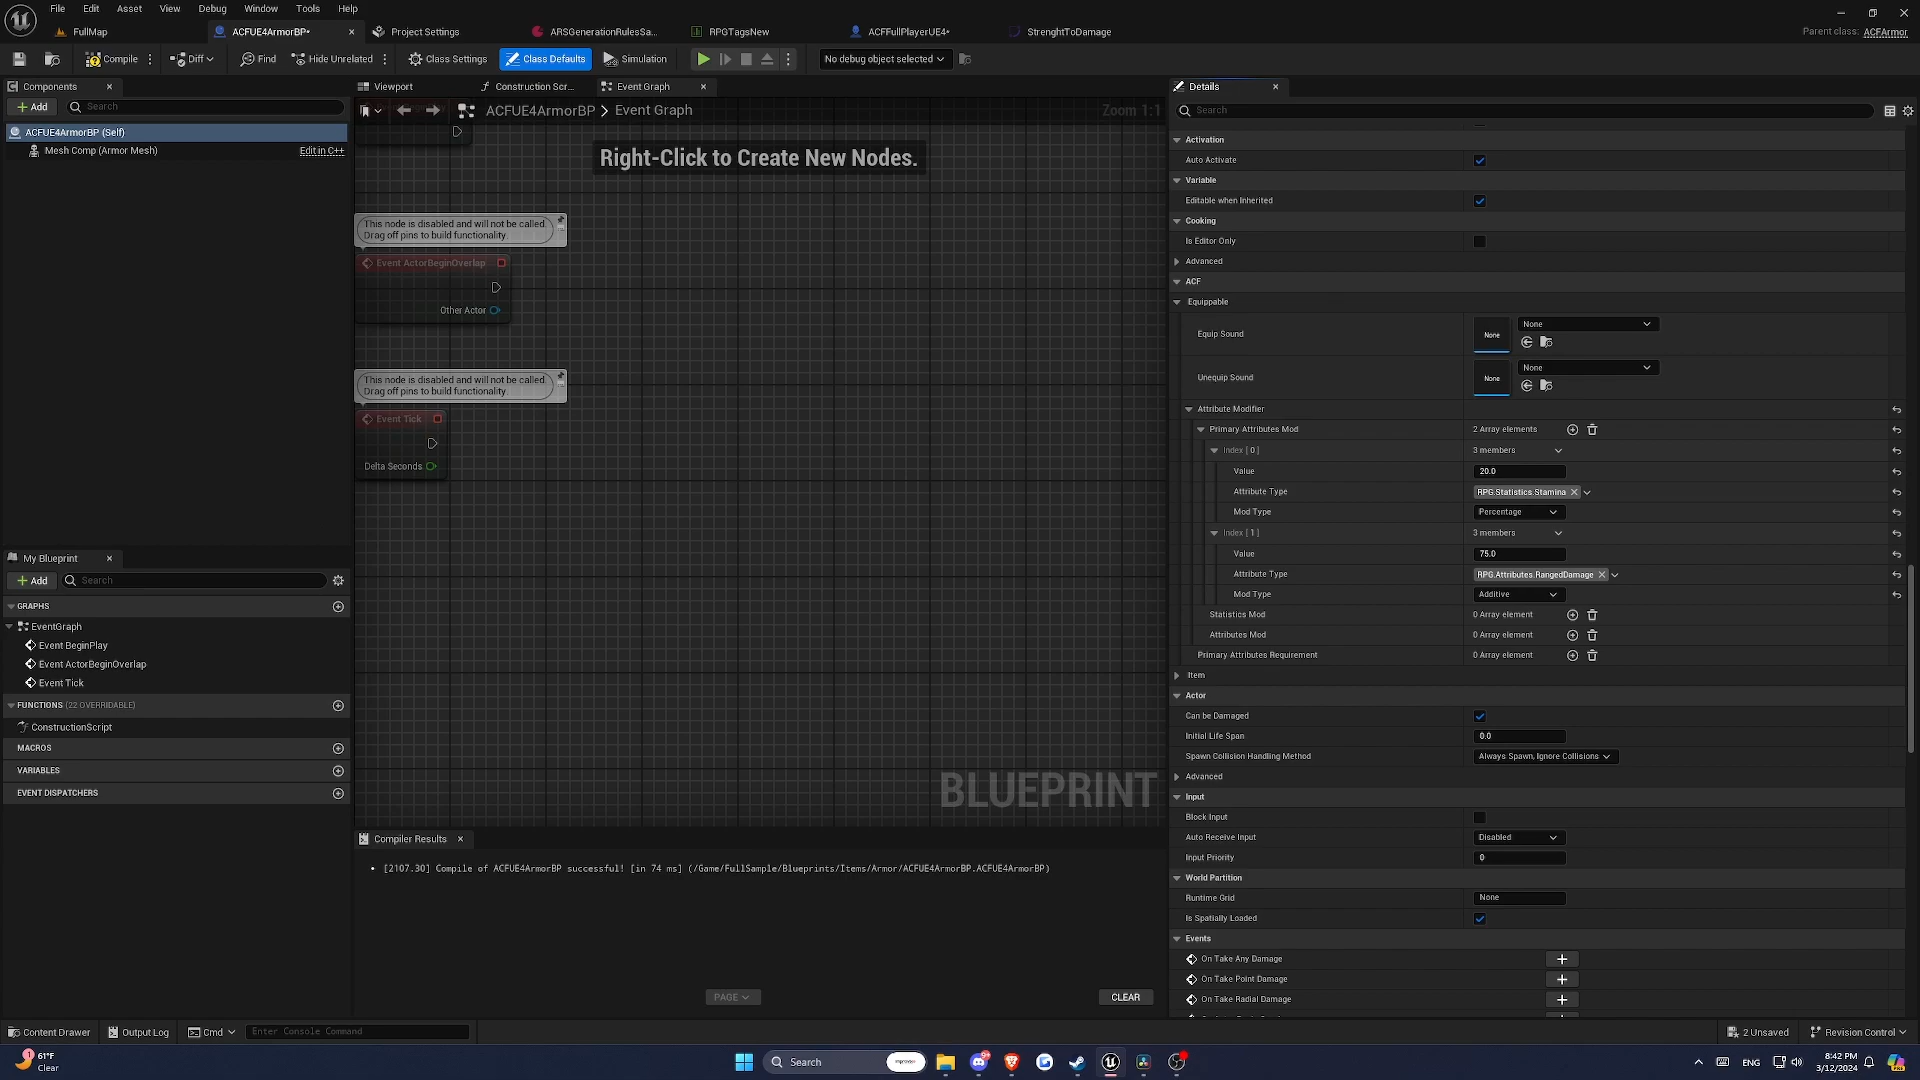 File Edit Asset View Debug Window Tools Help
FullMap
ACFUE4ArmorBP*
Project Settings
ARSGenerationRulesSa...
RPGTagsNew
ACFFullPlayerUE4*
StrenghtToDamage
Parent class: ACFArmor
Compile
Diff
Find
Hide Unrelated
Class Settings
Class Defaults
Simulation
No debug object selected
Components
Add
Search
ACFUE4ArmorBP (Self)
Mesh Comp (Armor Mesh)
Edit in C++
Viewport
Construction Scr...
Event Graph
ACFUE4ArmorBP > Event Graph
Zoom 1:1
Right-Click to Create New Nodes.
This node is disabled and will not be called.
Drag off pins to build functionality.
Event ActorBeginOverlap
Other Actor
This node is disabled and will not be called.
Drag off pins to build functionality.
Event Tick
Delta Seconds
BLUEPRINT
My Blueprint
Add
Search
GRAPHS
EventGraph
Event BeginPlay
Event ActorBeginOverlap
Event Tick
FUNCTIONS (22 OVERRIDABLE)
ConstructionScript
MACROS
VARIABLES
EVENT DISPATCHERS
Compiler Results
[2107.30] Compile of ACFUE4ArmorBP successful! [in 74 ms] (/Game/FullSample/Blueprints/Items/Armor/ACFUE4ArmorBP.ACFUE4ArmorBP)
PAGE
CLEAR
Details
Search
Activation
Auto Activate
Variable
Editable when Inherited
Cooking
Is Editor Only
Advanced
ACF
Equippable
Equip Sound
None
None
Unequip Sound
None
None
Attribute Modifier
Primary Attributes Mod
2 Array elements
Index [ 0 ]
3 members
Value
20.0
Attribute Type
RPG.Statistics.Stamina
Mod Type
Percentage
Index [ 1 ]
3 members
Value
75.0
Attribute Type
RPG.Attributes.RangedDamage
Mod Type
Additive
Statistics Mod
0 Array element
Attributes Mod
0 Array element
Primary Attributes Requirement
0 Array element
Item
Actor
Can be Damaged
Initial Life Span
0.0
Spawn Collision Handling Method
Always Spawn, Ignore Collisions
Advanced
Input
Block Input
Auto Receive Input
Disabled
Input Priority
0
World Partition
Runtime Grid
None
Is Spatially Loaded
Events
On Take Any Damage
On Take Point Damage
On Take Radial Damage
Content Drawer
Output Log
Cmd
Enter Console Command
2 Unsaved
Revision Control
61°F
Clear
Search
ENG
8:42 PM
3/12/2024